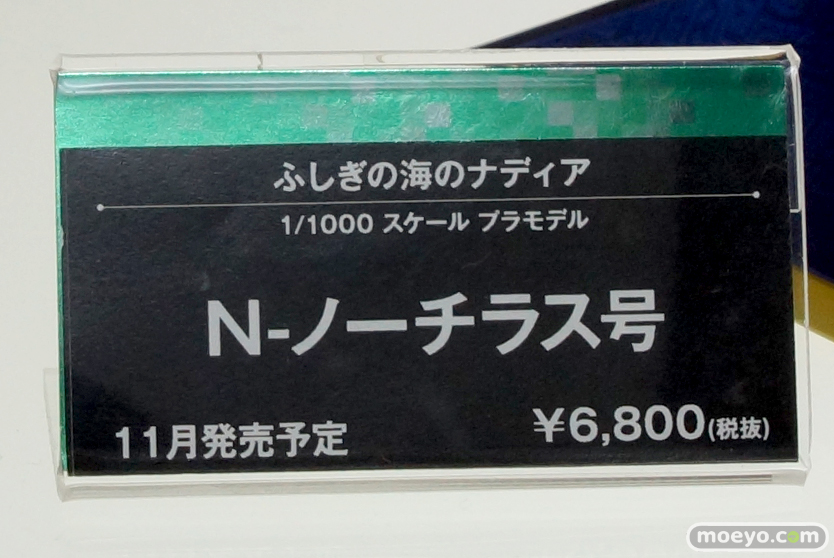 ふしぎの海のナディア
1/1000 スケール プラモデル
N-ノーチラス号
11月発売予定
¥6,800(税抜)
moeyo.com